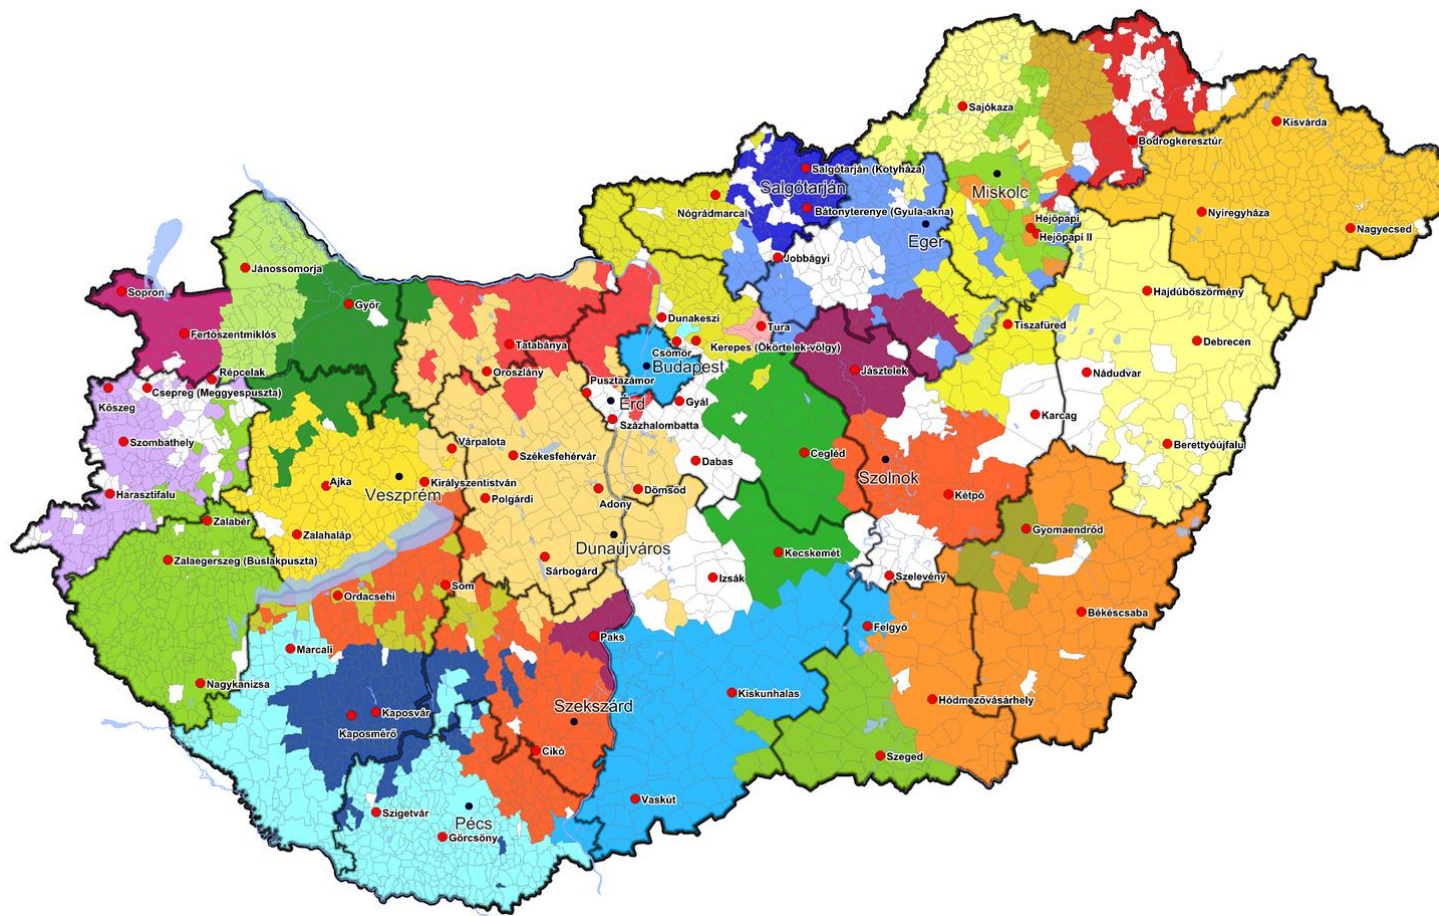 Sajókaza
Kisvárda
Bodrogkeresztúr
Salgótarján (Kotyháza)
Salgótarján
Miskolc
Nógrádmarcal
Bátonyterenye (Gyula-akna)
Nyíregyháza
Hejőpapi
Nagyecsed
Eger
Hejőpapi II
Jobbágyi
Jánossomorja
Sopron
Hajdúböszörmény
Győr
Dunakeszi
Tiszafüred
Tura
Fertőszentmiklós
Tatabánya
Csömör
Kerepes (Ökörtelek-völgy)
Debrecen
Budapest
Oroszlány
Jásztelek
Nádudvar
Répcelak
Kőszeg
Csepreg (Meggyespuszta)
Pusztazámor
Érd
Gyál
Karcag
Százhalombatta
Szombathely
Berettyóújfalu
Várpalota
Székesfehérvár
Cegléd
Dabas
Szolnok
Ajka
Veszprém
Királyszentistván
Harasztifalu
Polgárdi
Adony
Dömsöd
Kétpó
Zalabér
Gyomaendrőd
Zalahaláp
Dunaújváros
Zalaegerszeg (Búslakpuszta)
Sárbogárd
Kecskemét
Izsák
Szelevény
Som
Ordacsehi
Békéscsaba
Felgyő
Paks
Marcali
Nagykanizsa
Kiskunhalas
Hódmezővásárhely
Szekszárd
Kaposvár
Kaposmérő
Cikó
Szeged
Vaskút
Szigetvár
Pécs
Görcsöny